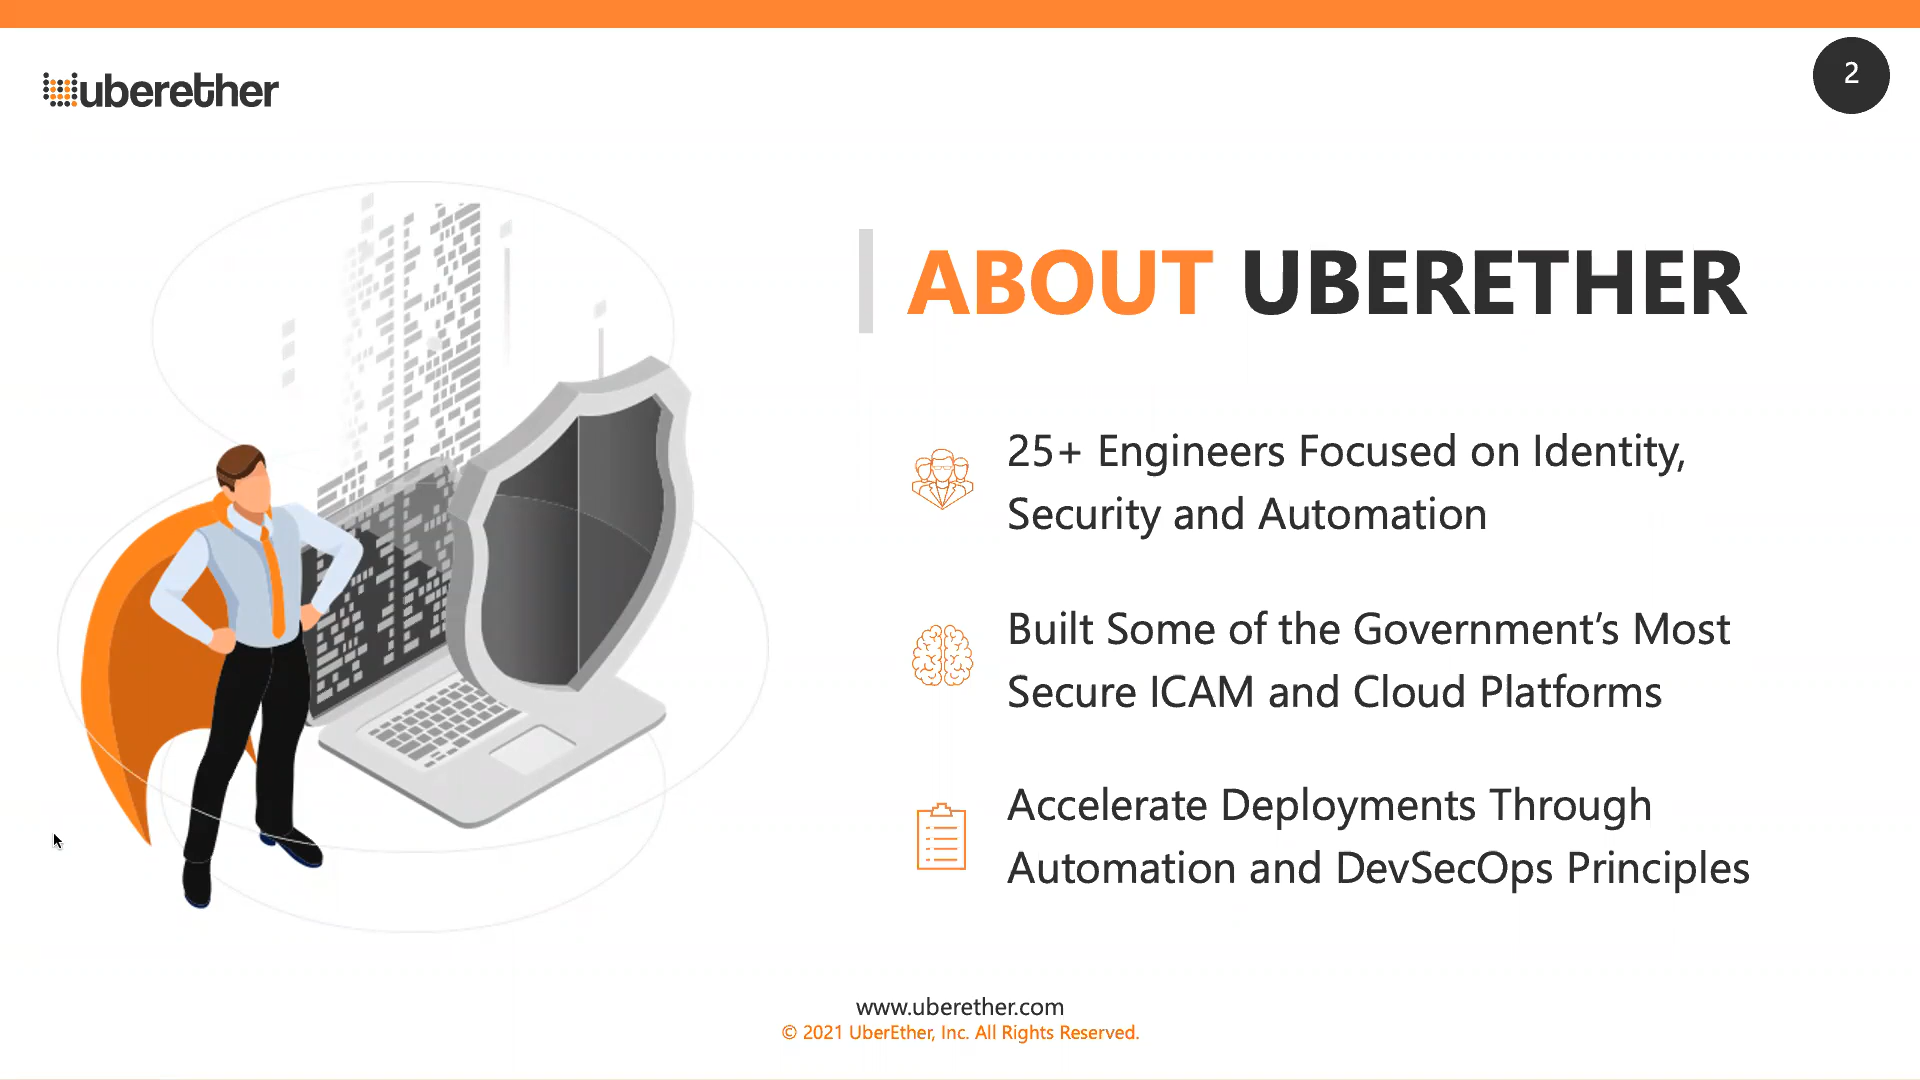 uberether
2
ABOUT UBERETHER
25+ Engineers Focused on Identity,
Security and Automation
Built Some of the Government’s Most
Secure ICAM and Cloud Platforms
Accelerate Deployments Through
Automation and DevSecOps Principles
www.uberether.com
© 2021 UberEther, Inc. All Rights Reserved.